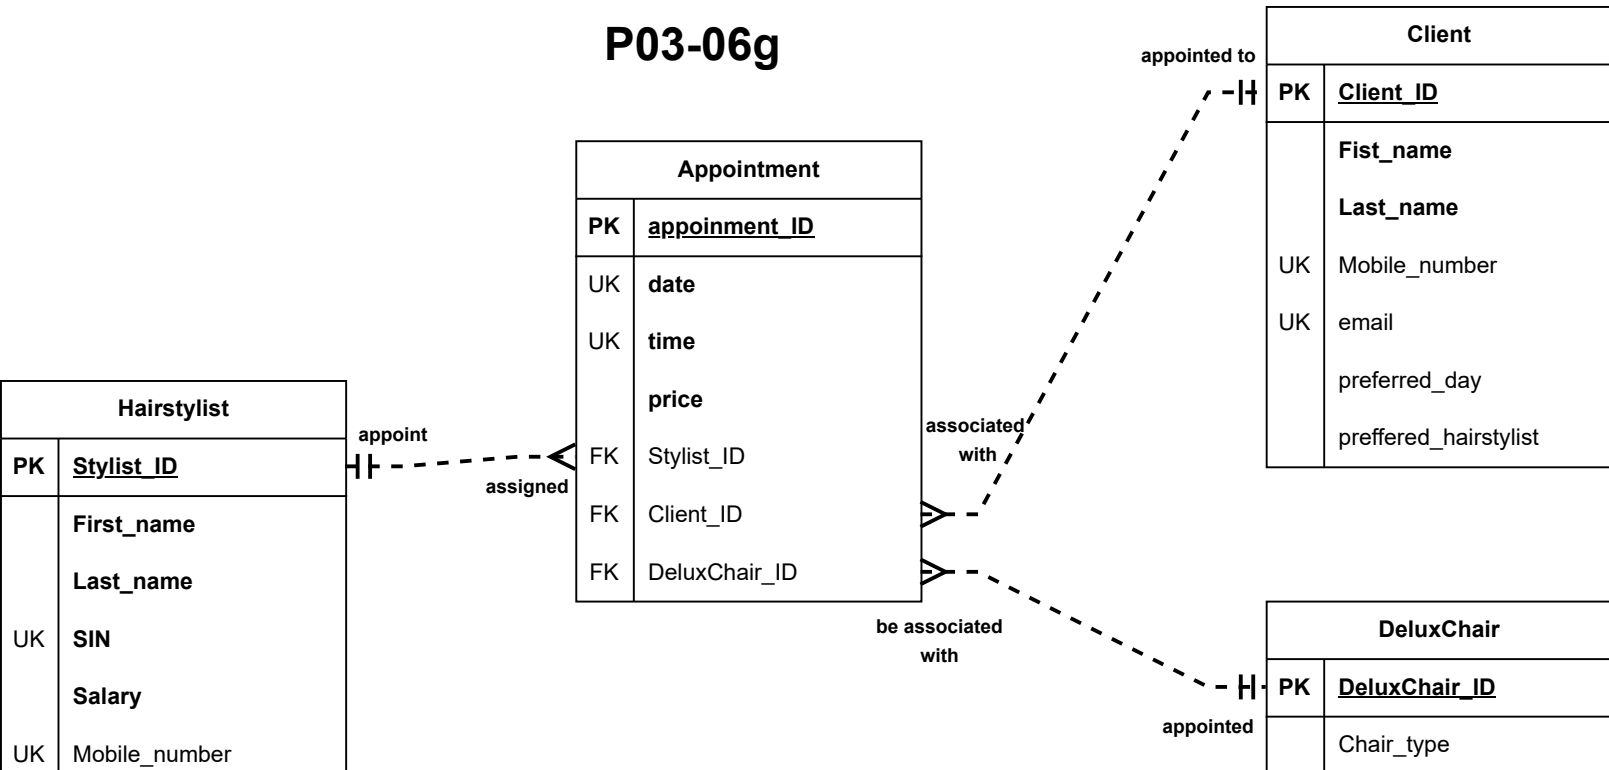 P03-06g
Client
appointed to
PK Client_ID
Fist_name
Last_name
UK Mobile_number
UK email
preferred_day
preffered_hairstylist
Appointment
PK appoinment_ID
UK date
UK time
price
FK Stylist_ID
FK Client_ID
FK DeluxChair_ID
associated
with
Hairstylist
appoint
PK Stylist_ID
assigned
First_name
Last_name
UK SIN
Salary
UK Mobile_number
be associated
with
DeluxChair
PK DeluxChair_ID
appointed
Chair_type